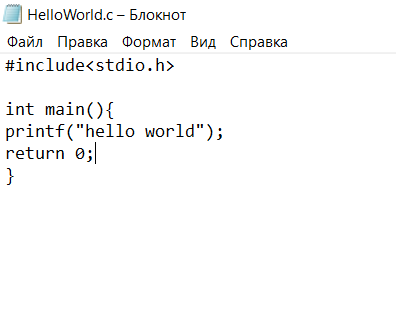 HelloWorld.c – Блокнот
Файл Правка Формат Вид Справка
#include<stdio.h>
int main(){
printf("hello world");
return 0;
}